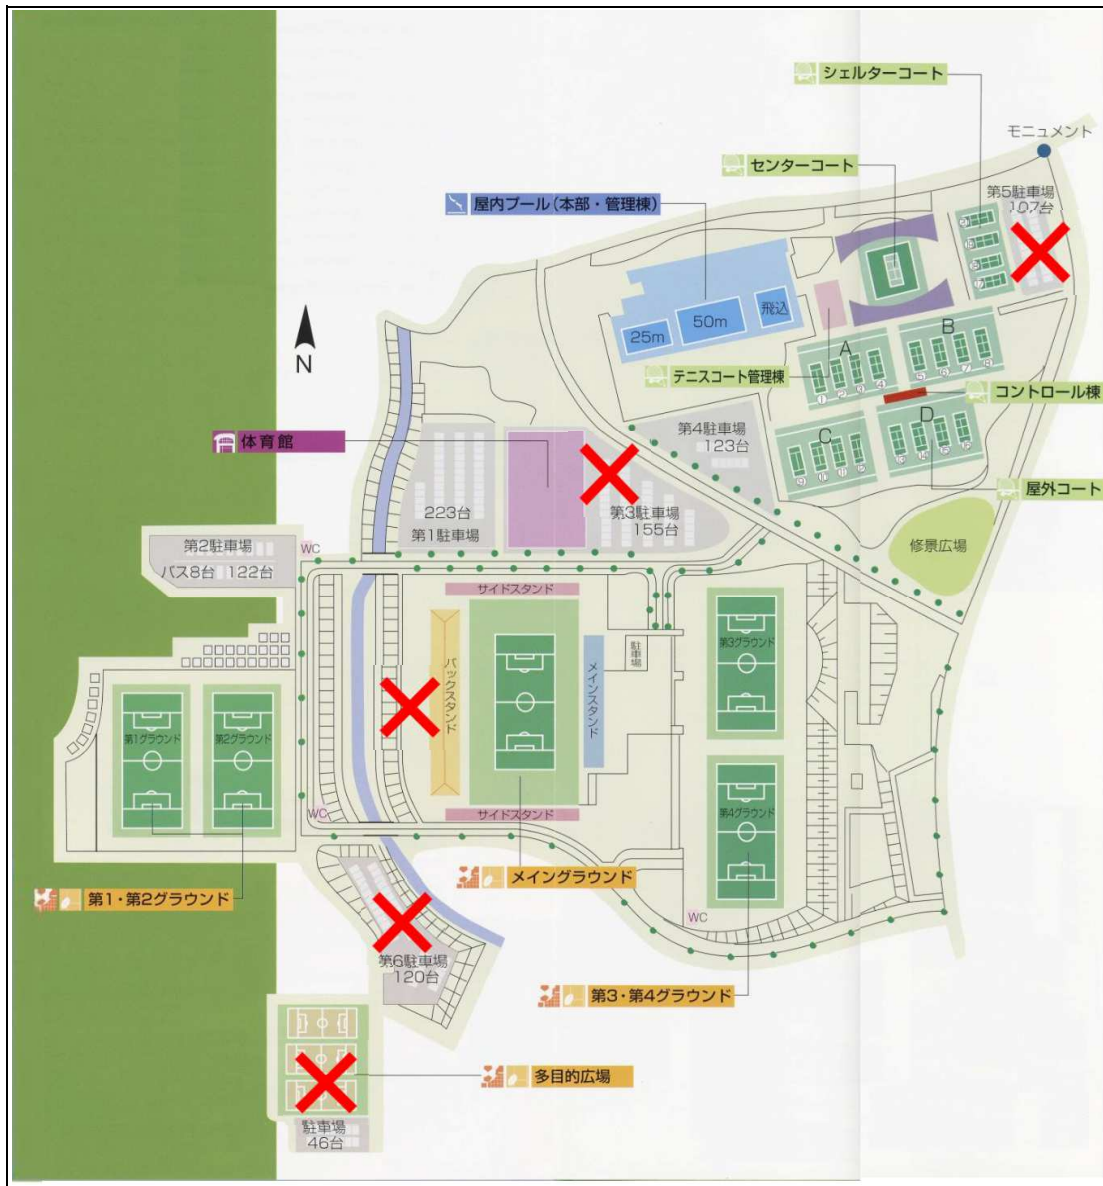 シェルターコート
モニュメント
センターコート
第5駐車場
107台
屋内プール(本部・管理棟)
飛込
50m
25m
N
A
B
テニスコート管理棟
コントロール棟
① ② ③ ④
⑤ ⑥ ⑦ ⑧
C
D
第4駐車場
123台
体育館
屋外コート
223台
第1駐車場
第3駐車場
155台
修景広場
第2駐車場
バス8台 122台
WC
サイドスタンド
バックスタンド
メインスタンド
駐車場
第3グラウンド
第1グラウンド
第2グラウンド
第4グラウンド
WC
サイドスタンド
メイングラウンド
第1・第2グラウンド
WC
第6駐車場
120台
第3・第4グラウンド
多目的広場
駐車場
46台